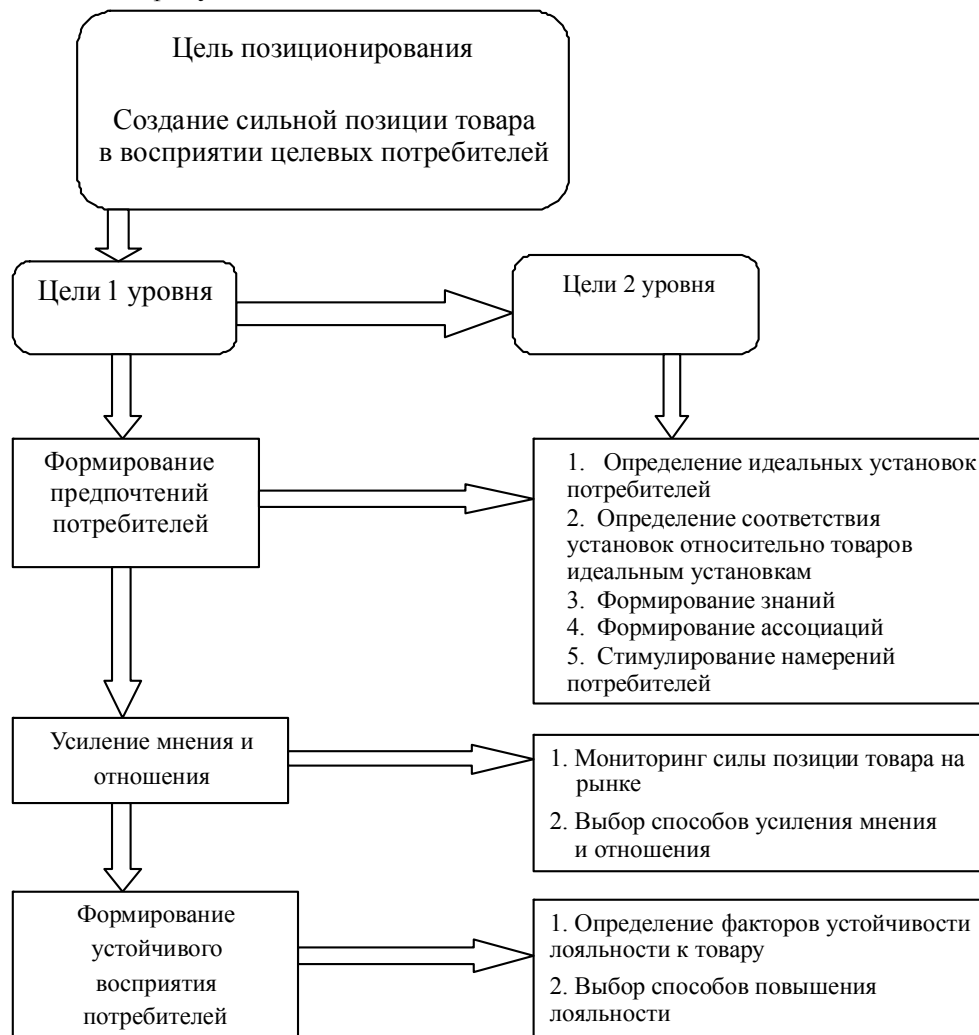 Цель позиционирования
Создание сильной позиции товара
в восприятии целевых потребителей
Цели 1 уровня
Цели 2 уровня
Формирование
предпочтений
потребителей
1. Определение идеальных установок
потребителей
2. Определение соответствия
установок относительно товаров
идеальным установкам
3. Формирование знаний
4. Формирование ассоциаций
5. Стимулирование намерений
потребителей
Усиление мнения и
отношения
1. Мониторинг силы позиции товара на
рынке
2. Выбор способов усиления мнения
и отношения
Формирование
устойчивого
восприятия
потребителей
1. Определение факторов устойчивости
лояльности к товару
2. Выбор способов повышения
лояльности